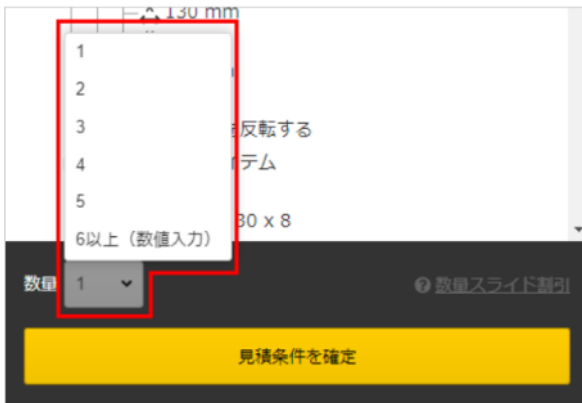 130 mm
1
2
3
を反転する
4
テム
5
30 x 8
6以上（数値入力）
数量
1
数量スライド割引
見積条件を確定